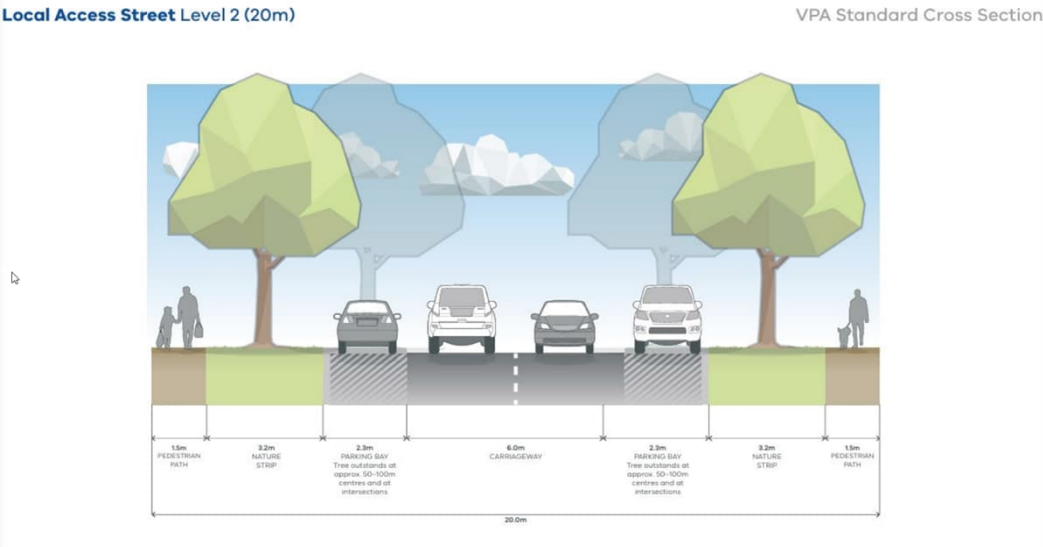 Local Access Street Level 2 (20m)
VPA Standard Cross Section
1.5m
PEDESTRIAN
PATH
3.2m
NATURE
STRIP
2.3m
PARKING BAY
Tree outstands at
approx. 50-100m
centres and at
intersections
6.0m
CARRIAGEWAY
2.3m
PARKING BAY
Tree outstands at
approx. 50-100m
centres and at
intersections
3.2m
NATURE
STRIP
1.5m
PEDESTRIAN
PATH
20.0m